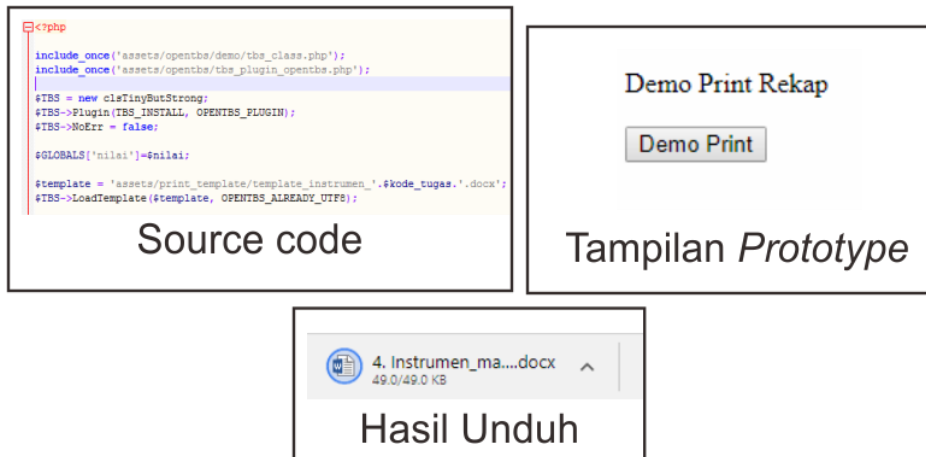 <?php
include_once('assets/opentbs/demo/tbs_class.php');
include_once('assets/opentbs/tbs_plugin_opentbs.php');
$TBS = new clsTinyButStrong;
$TBS->Plugin(TBS_INSTALL, OPENTBS_PLUGIN);
$TBS->NoErr = false;
$GLOBALS['nilai']=$nilai;
$template = 'assets/print_template/template_instrumen_'.$kode_tugas.'.docx';
$TBS->LoadTemplate($template, OPENTBS_ALREADY_UTF8);
Source code
Demo Print Rekap
Demo Print
Tampilan Prototype
4. Instrumen_ma....docx
49.0/49.0 KB
Hasil Unduh